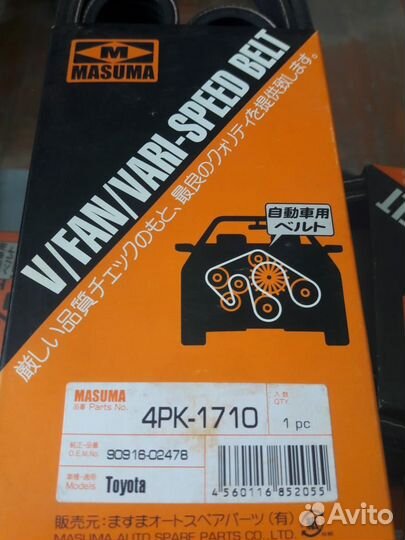 M
MASUMA
V/FAN/VARI-SPEED BELT
厳しい品質チェックのもと、最良のクォリティを提供致します。
自動車用
ベルト
MASUMA
品番 Parts No.
4PK-1710
入数
QTY.
1 pc
純正・品番
O.E.M.No.
90916-02478
車種・適用
Models
Toyota
4 560116 852055
販売元：ますまオートスペアパーツ（有）
MASUMA AUTO SPARE PARTS CO.,LTD.
Avito